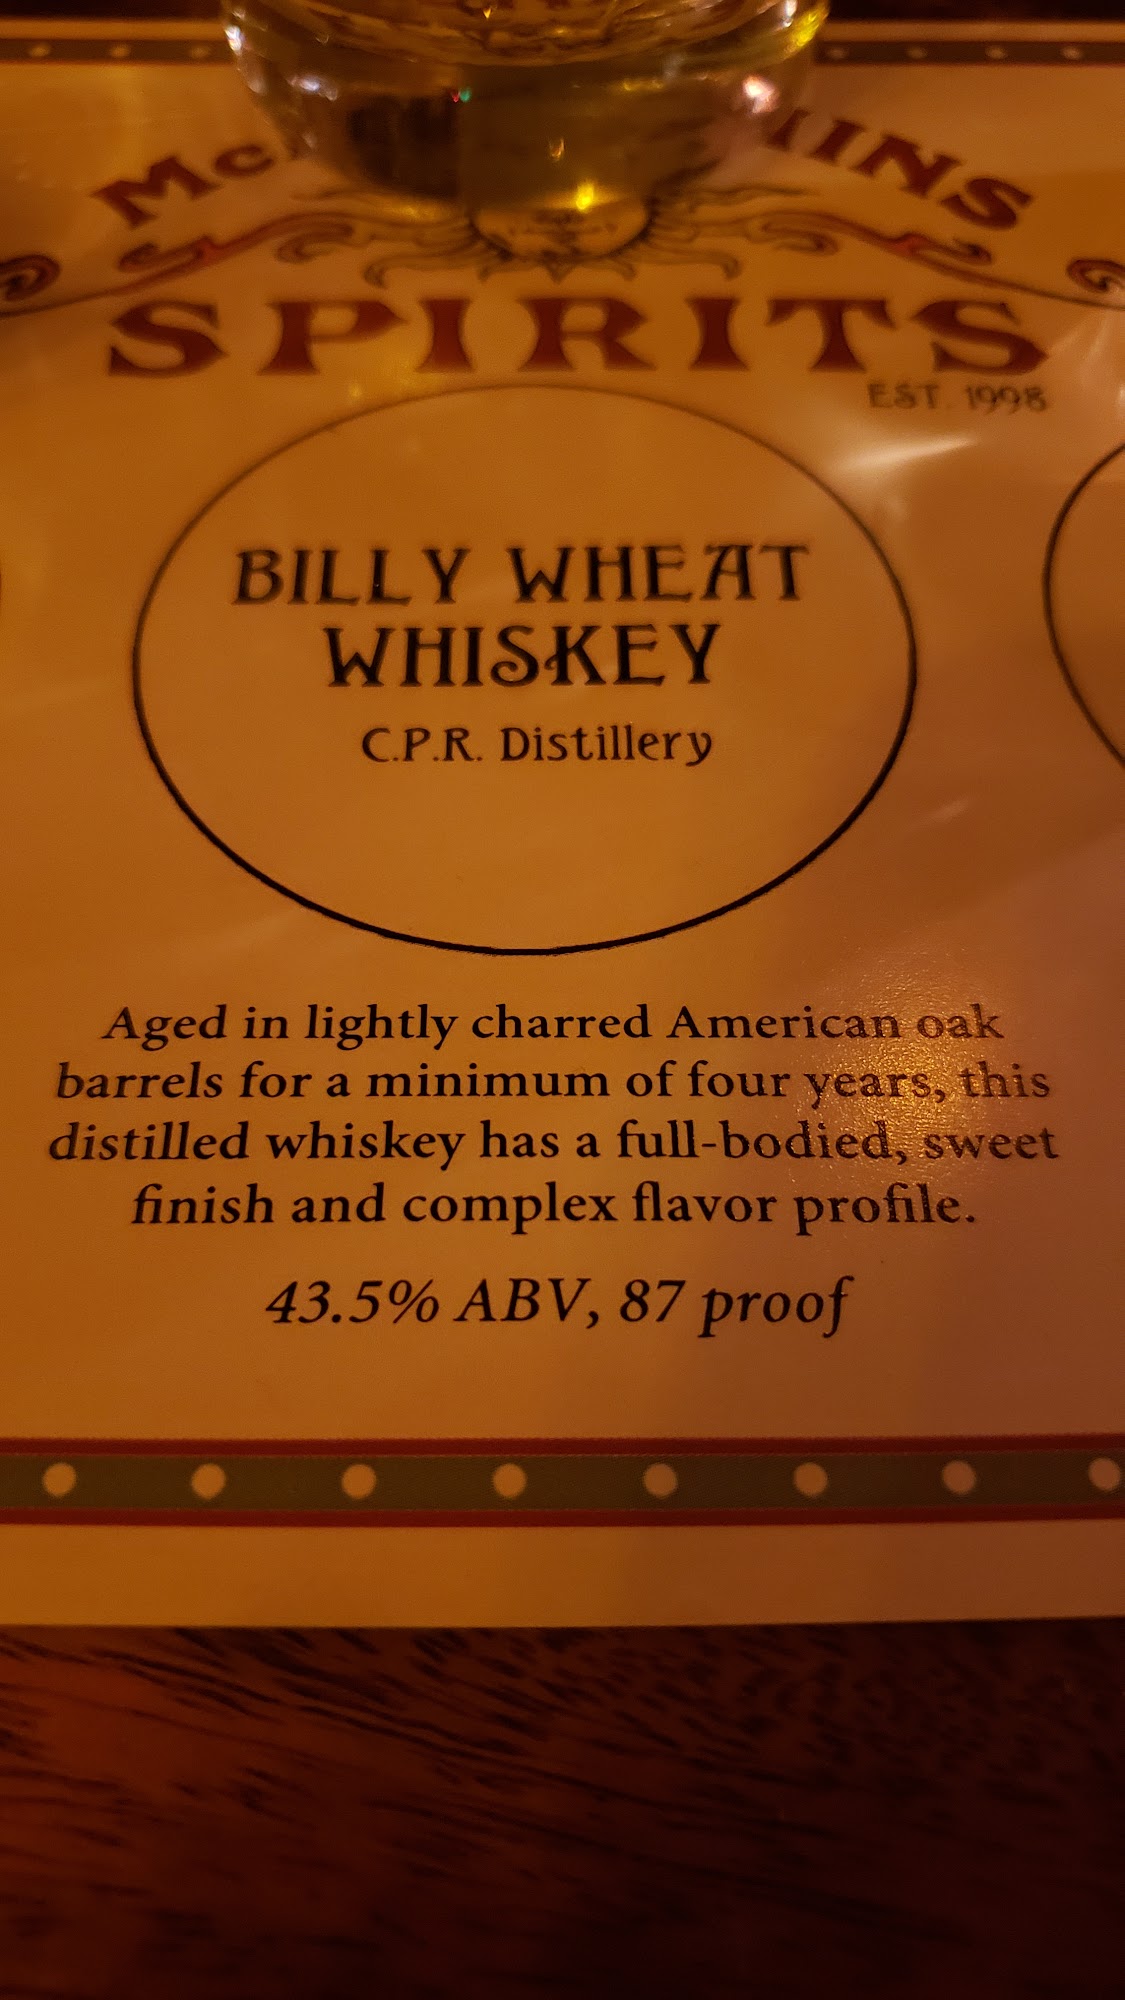 SPIRITS
EST. 1998
BILLY WHEAT
WHISKEY
C.P.R. Distillery
Aged in lightly charred American oak
barrels for a minimum of four years, this
distilled whiskey has a full-bodied, sweet
finish and complex flavor profile.
43.5% ABV, 87 proof